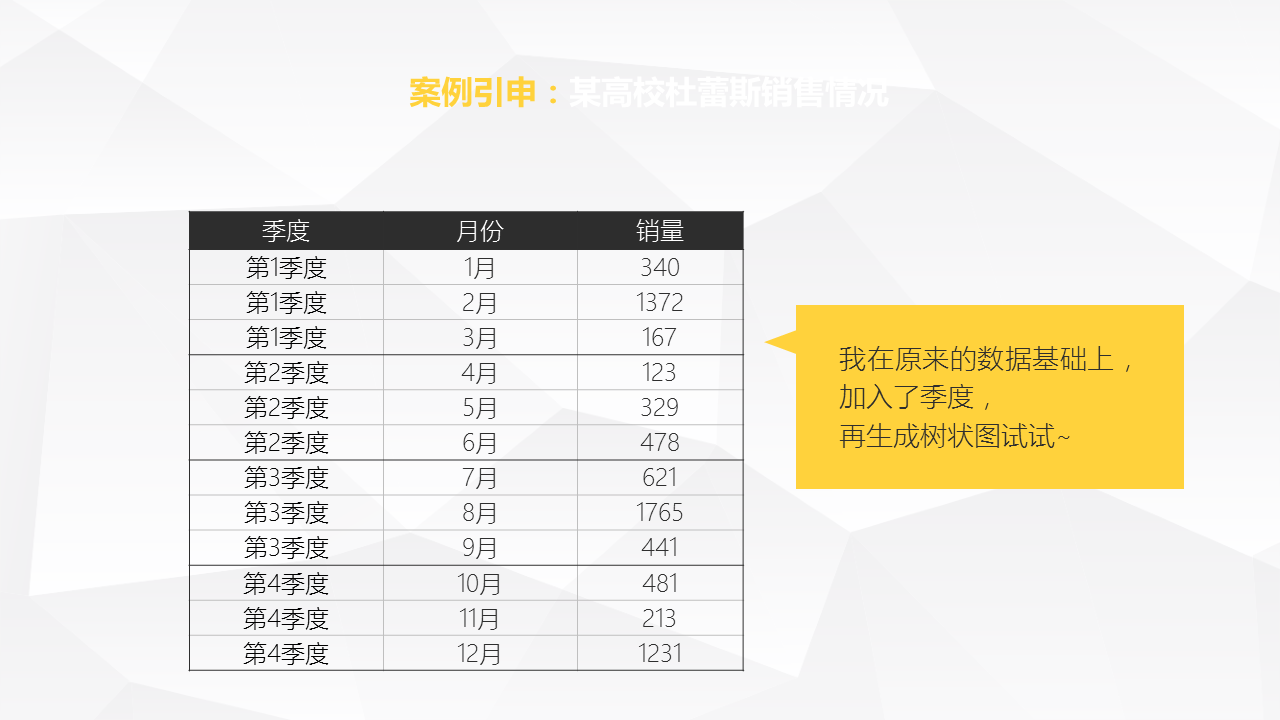 案例引申：某高校杜蕾斯销售情况
季度 月份 销量
第1季度 1月 340
第1季度 2月 1372
第1季度 3月 167
第2季度 4月 123
第2季度 5月 329
第2季度 6月 478
第3季度 7月 621
第3季度 8月 1765
第3季度 9月 441
第4季度 10月 481
第4季度 11月 213
第4季度 12月 1231
我在原来的数据基础上，
加入了季度，
再生成树状图试试~